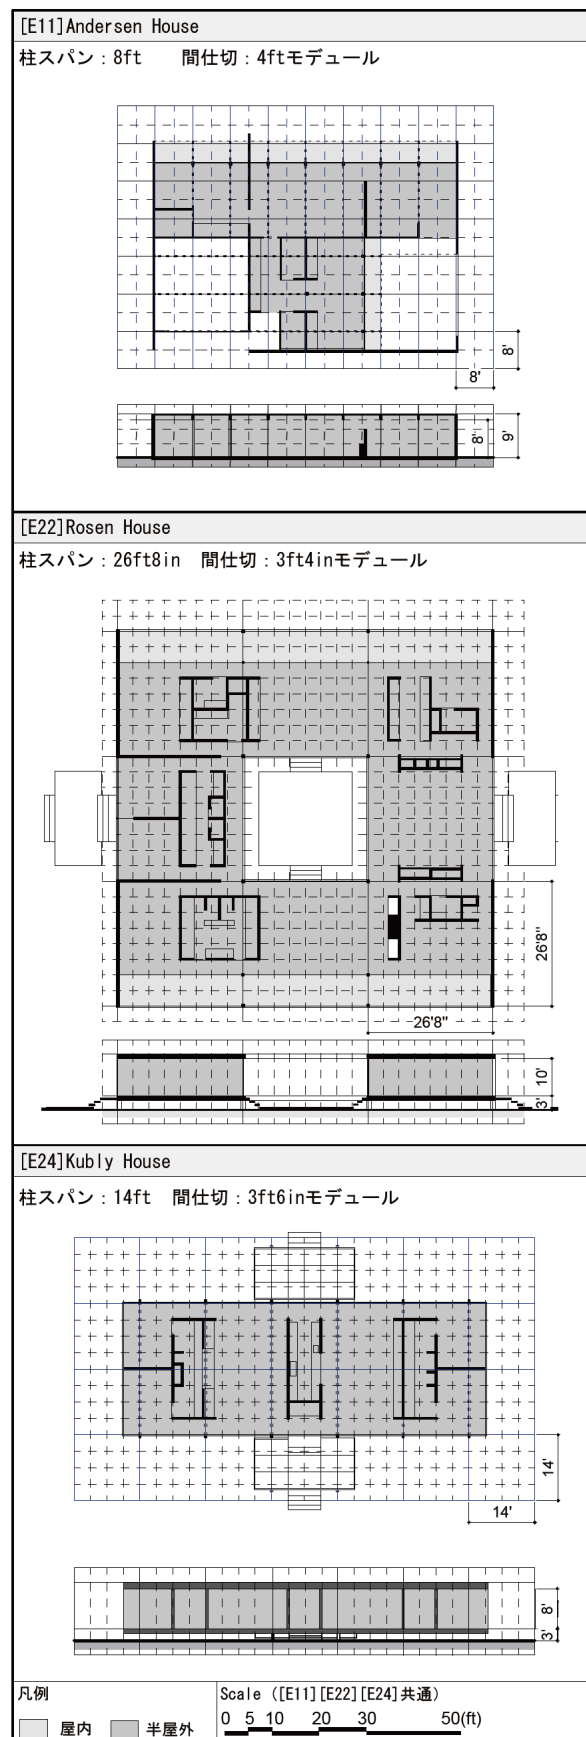 [E11]Andersen House
柱スパン：8ft　間仕切：4ftモデュール
8'
8'
8'
9'
[E22]Rosen House
柱スパン：26ft8in　間仕切：3ft4inモデュール
26'8"
26'8"
10'
3'
[E24]Kubly House
柱スパン：14ft　間仕切：3ft6inモデュール
14'
14'
8'
3'
凡例
屋内　半屋外
Scale（[E11][E22][E24]共通）
0 5 10 20 30 50(ft)